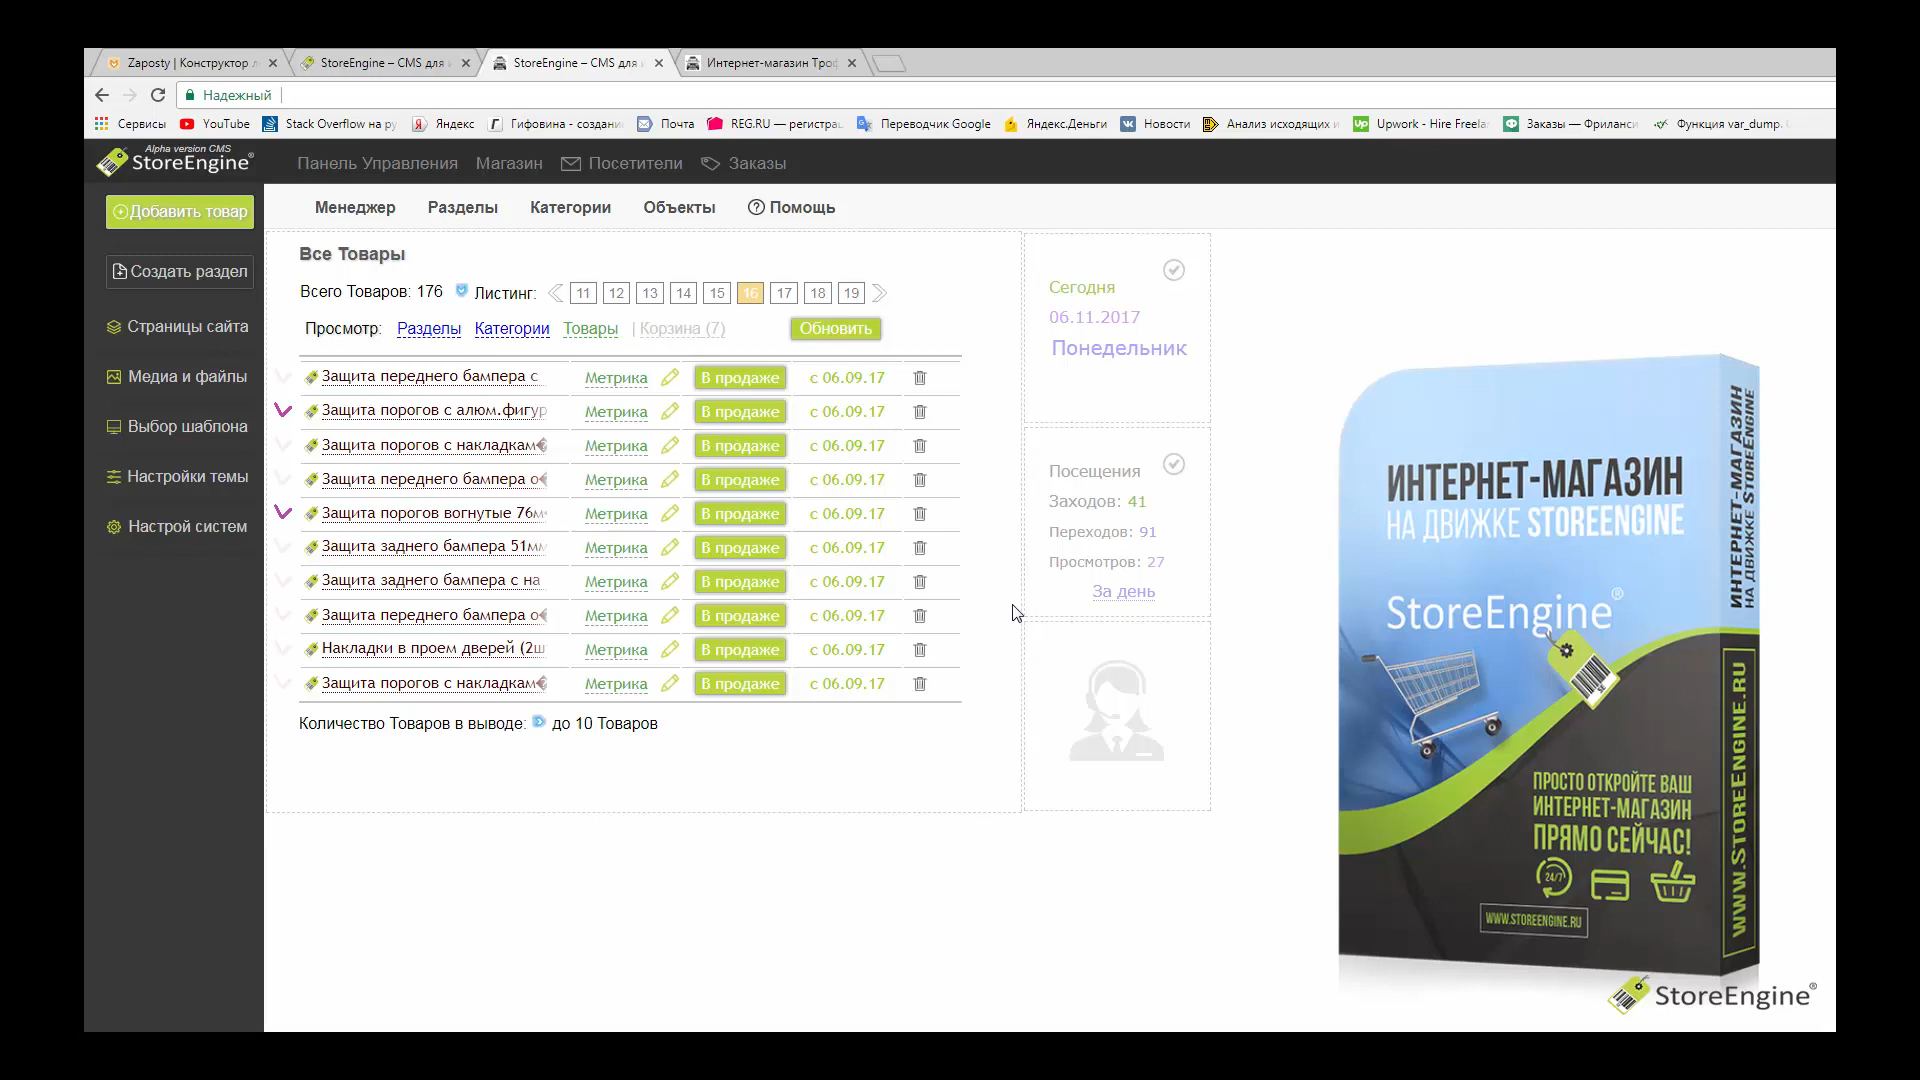 Zaposty | Конструктор
StoreEngine – CMS для
StoreEngine – CMS для
Интернет-магазин Троф
Надежный
Сервисы YouTube Stack Overflow на ру Яндекс Гифовина - создани Почта REG.RU — регистрац Переводчик Google Яндекс.Деньги Новости Анализ исходящих Upwork - Hire Freela Заказы — Фриланси Функция var_dump.
Alpha version CMS
StoreEngine®
Панель Управления Магазин Посетители Заказы
Добавить товар
Создать раздел
Страницы сайта
Медиа и файлы
Выбор шаблона
Настройки темы
Настрой систем
Менеджер Разделы Категории Объекты Помощь
Все Товары
Всего Товаров: 176 Листинг: 11 12 13 14 15 16 17 18 19
Просмотр: Разделы Категории Товары | Корзина (7) Обновить
Защита переднего бампера с Метрика В продаже с 06.09.17
Защита порогов с алюм.фигур Метрика В продаже с 06.09.17
Защита порогов с накладкам� Метрика В продаже с 06.09.17
Защита переднего бампера о� Метрика В продаже с 06.09.17
Защита порогов вогнутые 76м Метрика В продаже с 06.09.17
Защита заднего бампера 51мм Метрика В продаже с 06.09.17
Защита заднего бампера с на Метрика В продаже с 06.09.17
Защита переднего бампера о� Метрика В продаже с 06.09.17
Накладки в проем дверей (2ш Метрика В продаже с 06.09.17
Защита порогов с накладкам� Метрика В продаже с 06.09.17
Количество Товаров в выводе: до 10 Товаров
Сегодня
06.11.2017
Понедельник
Посещения
Заходов: 41
Переходов: 91
Просмотров: 27
За день
ИНТЕРНЕТ-МАГАЗИН
НА ДВИЖКЕ STOREENGINE
StoreEngine®
ПРОСТО ОТКРОЙТЕ ВАШ
ИНТЕРНЕТ-МАГАЗИН
ПРЯМО СЕЙЧАС!
24/7
WWW.STOREENGINE.RU
ИНТЕРНЕТ-МАГАЗИН
НА ДВИЖКЕ STOREENGINE
WWW.STOREENGINE.RU
StoreEngine®